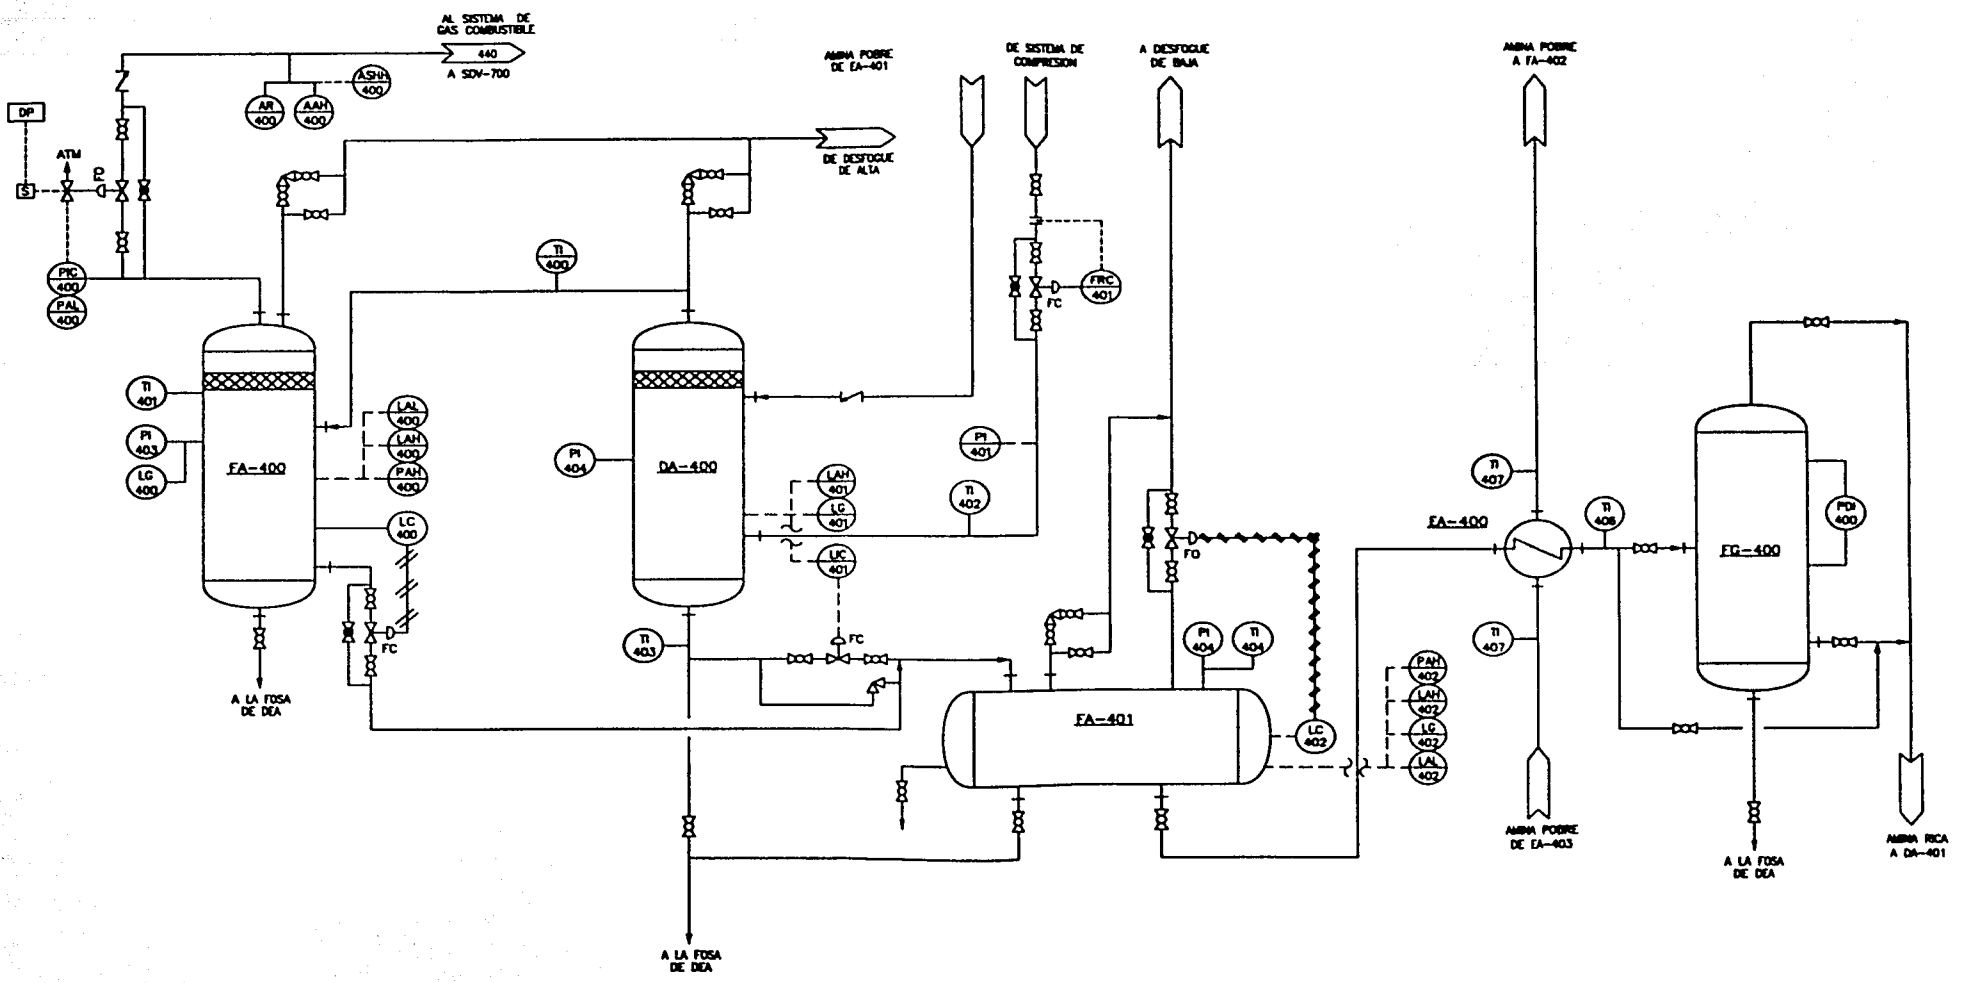 AL SISTEMA DE
GAS COMBUSTIBLE
440
A SDV-700
AMINA POBRE
DE EA-401
DE SISTEMA DE
COMPRESION
A DESFOGUE
DE BAJA
AMINA POBRE
A FA-402
ASHH
400
AR
400
AAH
400
DP
ATM
S
FO
DE DESFOGUE
DE ALTA
PIC
400
PAL
400
TI
400
FRC
401
FC
TI
401
PI
403
LG
400
FA-400
LAL
400
LAH
400
PAH
400
LC
400
FC
A LA FOSA
DE DEA
PI
404
DA-400
LAH
401
LG
401
LIC
401
FC
TI
403
PI
401
TI
402
FO
PI
404
TI
404
FA-401
LC
402
PAH
402
LAH
402
LG
402
LAL
402
TI
407
EA-400
TI
406
TI
407
FG-400
PDI
400
AMINA POBRE
DE EA-403
A LA FOSA
DE DEA
AMINA RICA
A DA-401
A LA FOSA
DE DEA